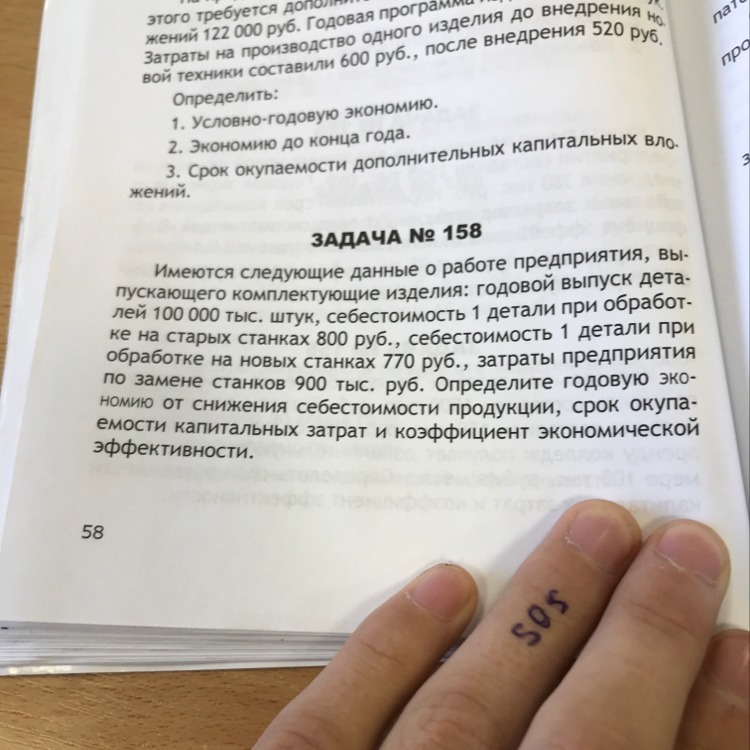 этого требуется дополн
жений 122 000 руб. Годовая программа
Затраты на производство одного изделия до внедрения но-
вой техники составили 600 руб., после внедрения 520 руб.
Определить:
1. Условно-годовую экономию.
2. Экономию до конца года.
3. Срок окупаемости дополнительных капитальных вло-
жений.
ЗАДАЧА № 158
Имеются следующие данные о работе предприятия, вы-
пускающего комплектующие изделия: годовой выпуск дета-
лей 100 000 тыс. штук, себестоимость 1 детали при обработ-
ке на старых станках 800 руб., себестоимость 1 детали при
обработке на новых станках 770 руб., затраты предприятия
по замене станков 900 тыс. руб. Определите годовую эко-
номию от снижения себестоимости продукции, срок окупа-
емости капитальных затрат и коэффициент экономической
эффективности.
58
SOS